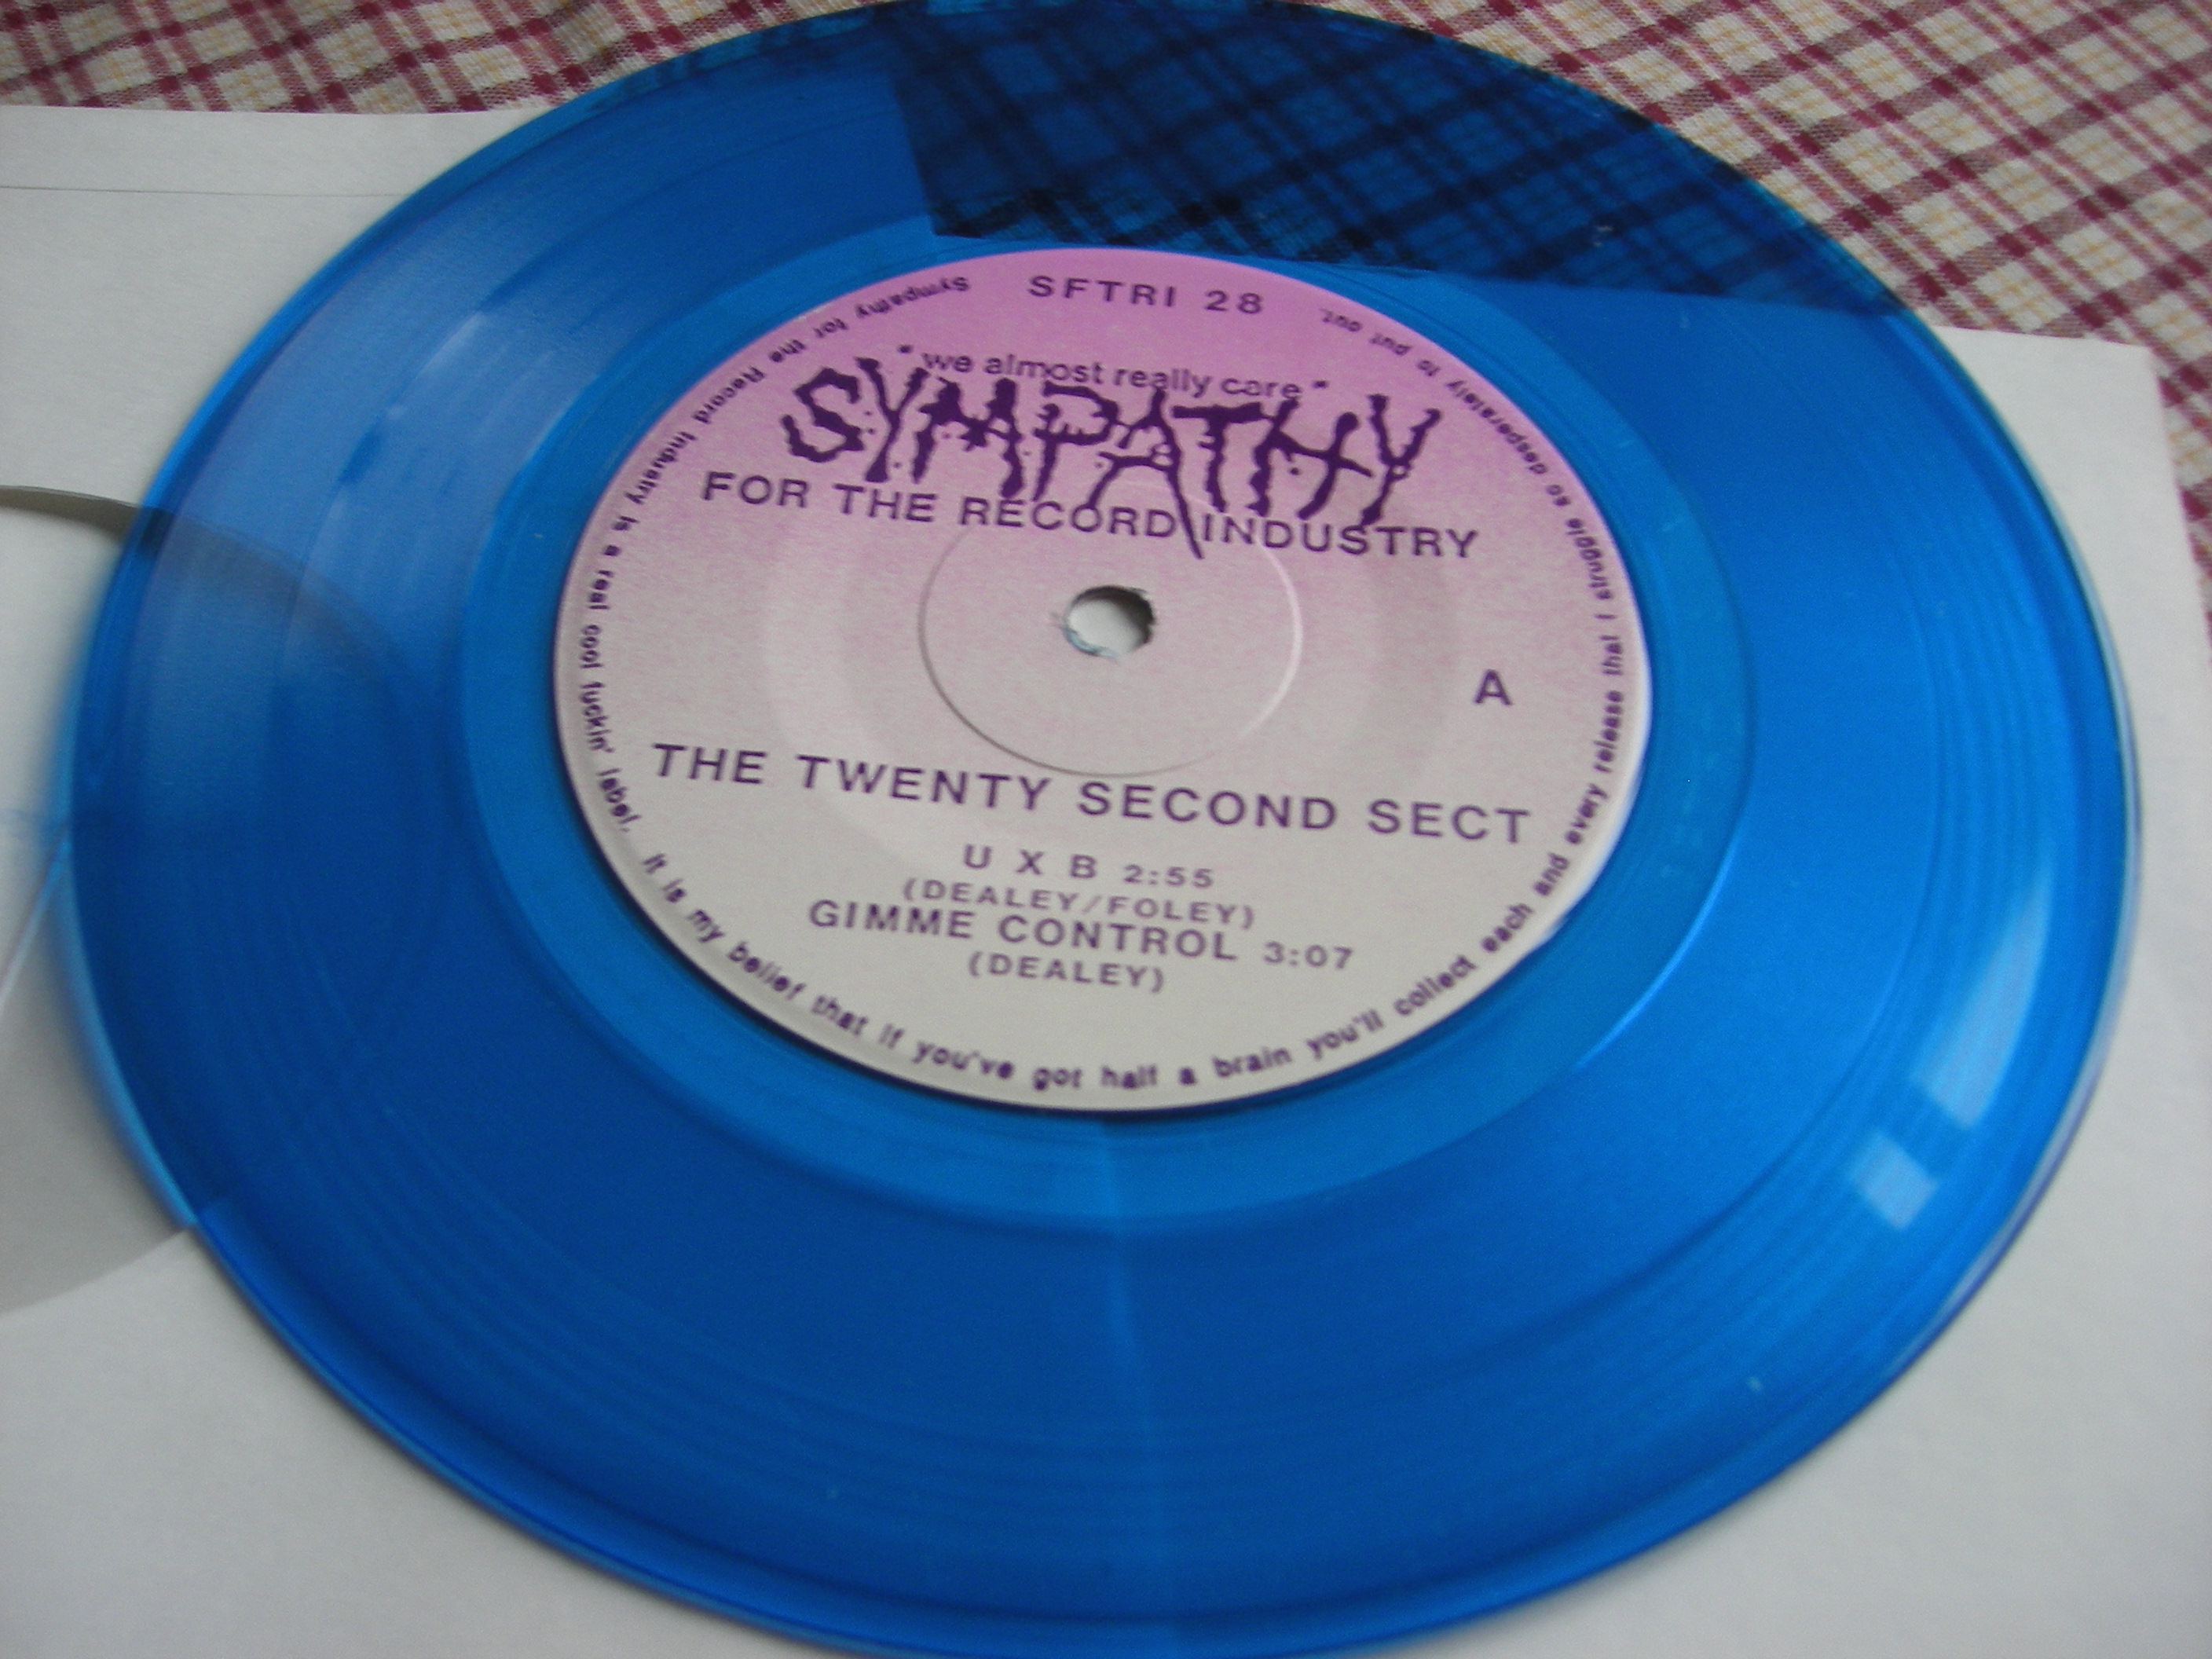 SFTRI 28
"we almost really care"
SYMPATHY
FOR THE RECORD INDUSTRY
A
THE TWENTY SECOND SECT
U X B 2:55
(DEALEY/FOLEY)
GIMME CONTROL 3:07
(DEALEY)
Sympathy for the Record Industry is a real cool fuckin' label. It is my belief that if you've got half a brain you'll collect each and every release that I struggle so desperately to put out.